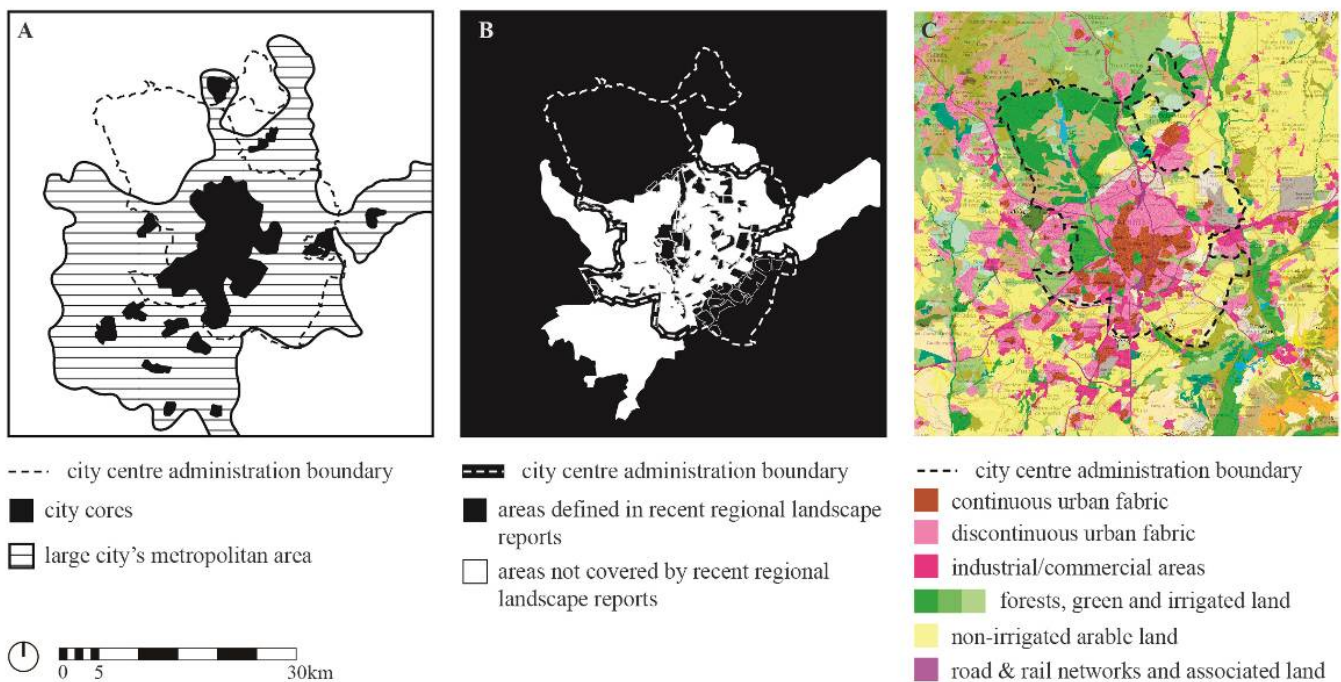 A
B
C
city centre administration boundary
city cores
large city's metropolitan area
0 5 30km
city centre administration boundary
areas defined in recent regional landscape
reports
areas not covered by recent regional
landscape reports
city centre administration boundary
continuous urban fabric
discontinuous urban fabric
industrial/commercial areas
forests, green and irrigated land
non-irrigated arable land
road & rail networks and associated land